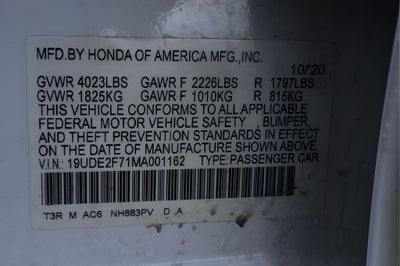 MFD.BY HONDA OF AMERICA MFG.,INC.
10/'20
GVWR 4023LBS GAWR F 2226LBS R 1797LBS
GVWR 1825KG GAWR F 1010KG R 815KG
THIS VEHICLE CONFORMS TO ALL APPLICABLE
FEDERAL MOTOR VEHICLE SAFETY , BUMPER,
AND THEFT PREVENTION STANDARDS IN EFFECT
ON THE DATE OF MANUFACTURE SHOWN ABOVE.
V I N : 19UDE2F71MA001162 TYPE:PASSENGER CAR
T3R M AC6 NH883PV D A